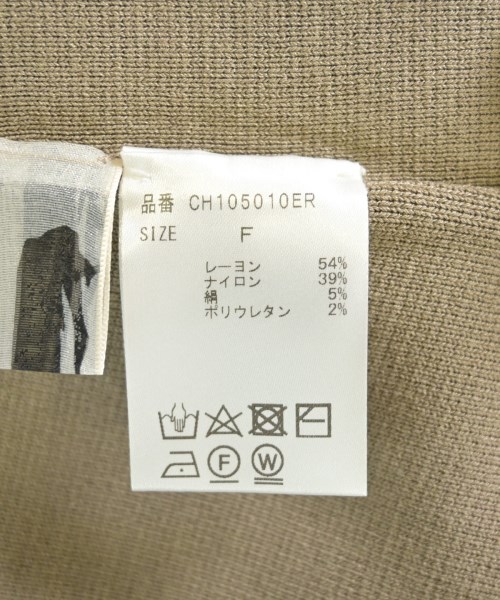 品番 CH105010ER
SIZE F
レーヨン 54%
ナイロン 39%
絹 5%
ポリウレタン 2%
F W